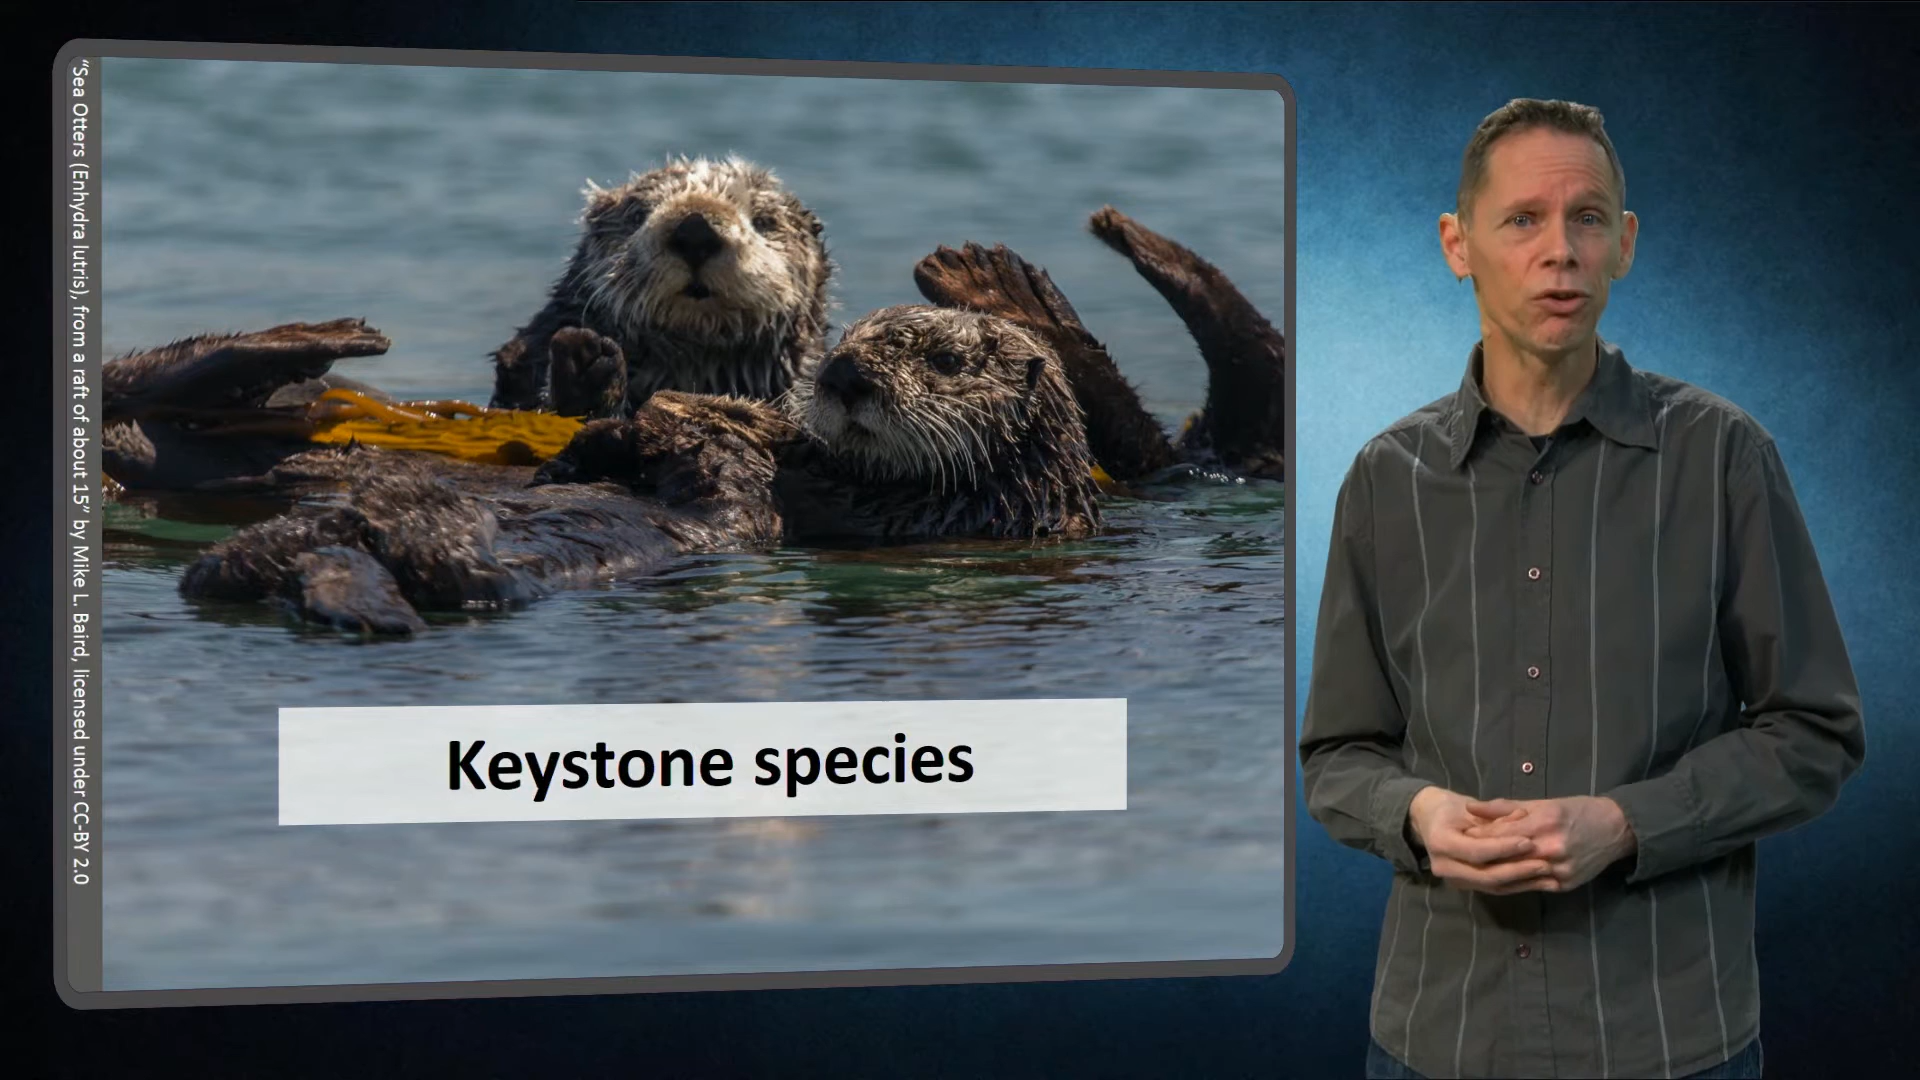 “Sea Otters (Enhydra lutris), from a raft of about 15” by Mike L. Baird, licensed under CC-BY 2.0
Keystone species